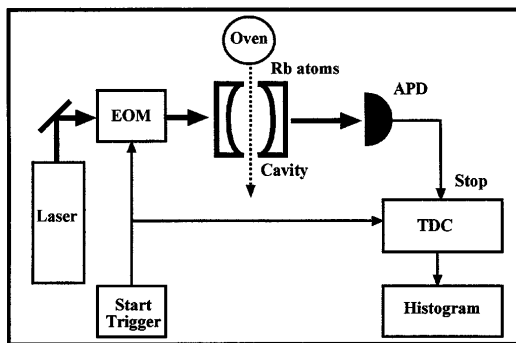 Oven
Rb atoms
APD
EOM
Cavity
Stop
Laser
TDC
Start
Trigger
Histogram